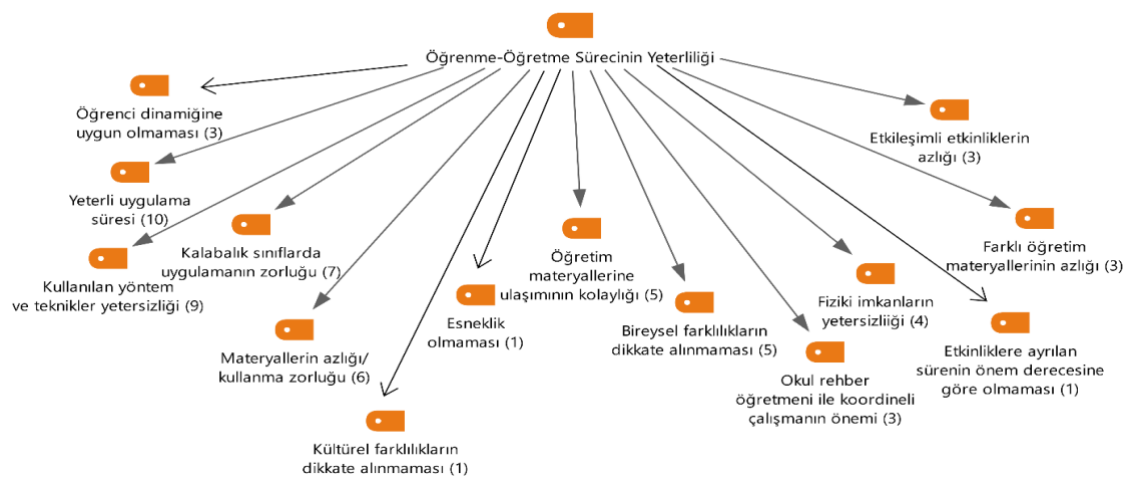 Öğrenme-Öğretme Sürecinin Yeterliliği
Öğrenci dinamiğine
uygun olmaması (3)
Etkileşimli etkinliklerin
azlığı (3)
Yeterli uygulama
süresi (10)
Kalabalık sınıflarda
uygulamanın zorluğu (7)
Öğretim
materyallerine
ulaşımının kolaylığı (5)
Farklı öğretim
materyallerinin azlığı (3)
Kullanılan yöntem
ve teknikler yetersizliği (9)
Esneklik
olmaması (1)
Bireysel farklılıkların
dikkate alınmaması (5)
Fiziki imkanların
yetersizliiği (4)
Materyallerin azlığı/
kullanma zorluğu (6)
Okul rehber
öğretmeni ile koordineli
çalışmanın önemi (3)
Etkinliklere ayrılan
sürenin önem derecesine
göre olmaması (1)
Kültürel farklılıkların
dikkate alınmaması (1)